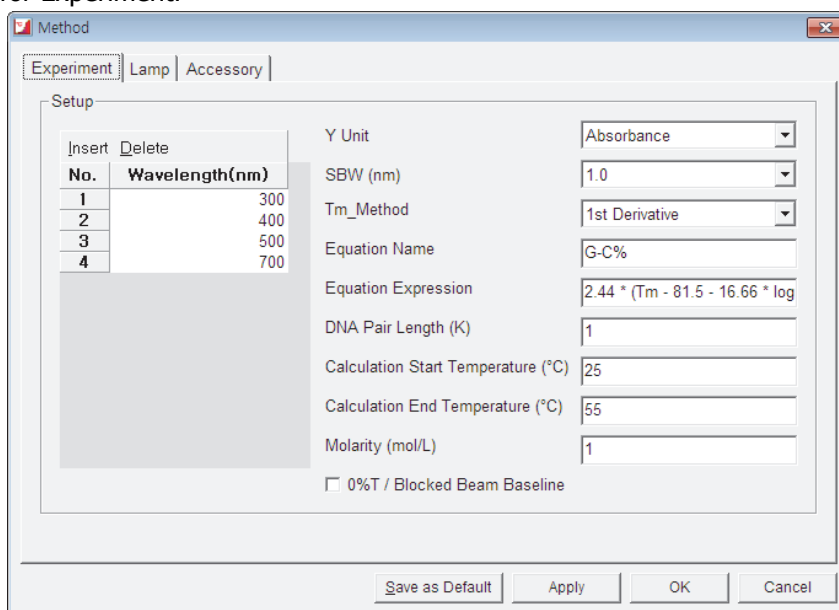 for Experiment.
Method
Experiment Lamp Accessory
Setup
Insert Delete
No. Wavelength(nm)
1 300
2 400
3 500
4 700
Y Unit Absorbance
SBW (nm) 1.0
Tm_Method 1st Derivative
Equation Name G-C%
Equation Expression 2.44 * (Tm - 81.5 - 16.66 * log
DNA Pair Length (K) 1
Calculation Start Temperature (°C) 25
Calculation End Temperature (°C) 55
Molarity (mol/L) 1
0%T / Blocked Beam Baseline
Save as Default Apply OK Cancel